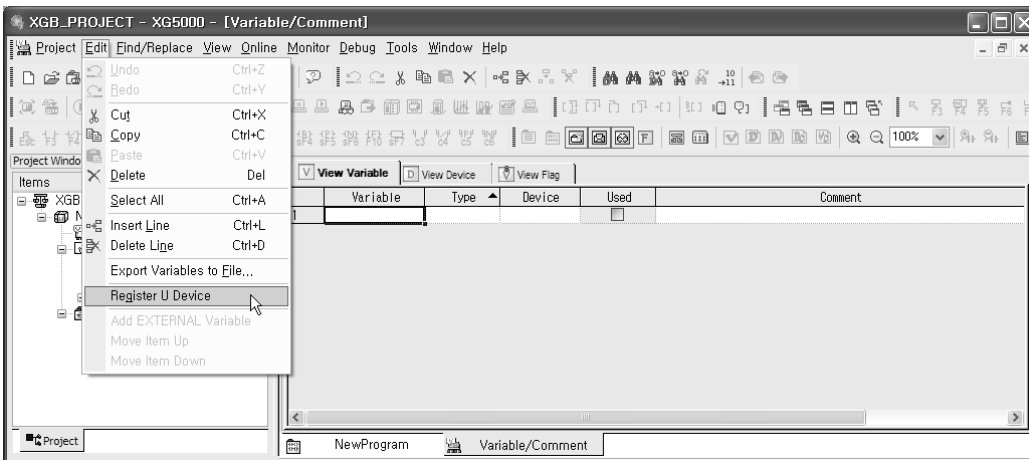 XGB_PROJECT - XG5000 - [Variable/Comment]
Project Edit Find/Replace View Online Monitor Debug Tools Window Help
Undo Ctrl+Z
Redo Ctrl+Y
Cut Ctrl+X
Copy Ctrl+C
Paste Ctrl+V
Delete Del
Select All Ctrl+A
Insert Line Ctrl+L
Delete Line Ctrl+D
Export Variables to File...
Register U Device
Add EXTERNAL Variable
Move Item Up
Move Item Down
100%
Project Windo
Items
XGB
V View Variable D View Device View Flag
Variable Type Device Used Comment
1
Project
NewProgram Variable/Comment